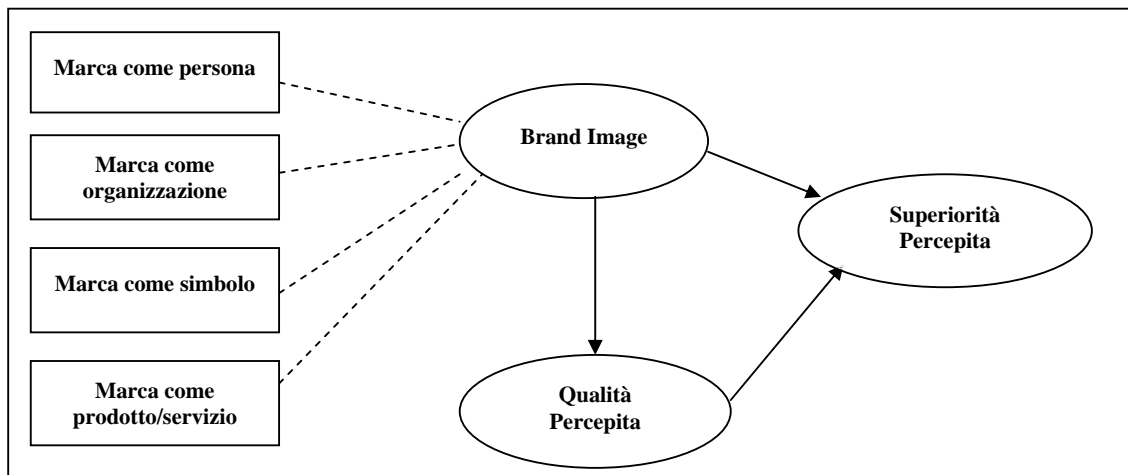 Marca come persona
Marca come
organizzazione
Marca come simbolo
Marca come
prodotto/servizio
Brand Image
Qualità
Percepita
Superiorità
Percepita